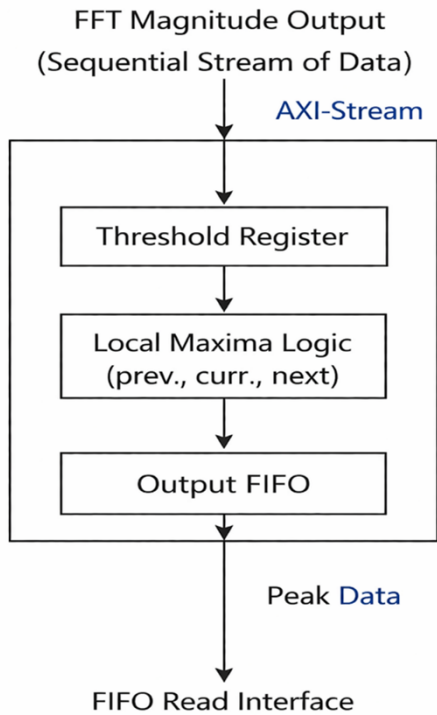 FFT Magnitude Output
(Sequential Stream of Data)
AXI-Stream
Threshold Register
Local Maxima Logic
(prev., curr., next)
Output FIFO
Peak Data
FIFO Read Interface